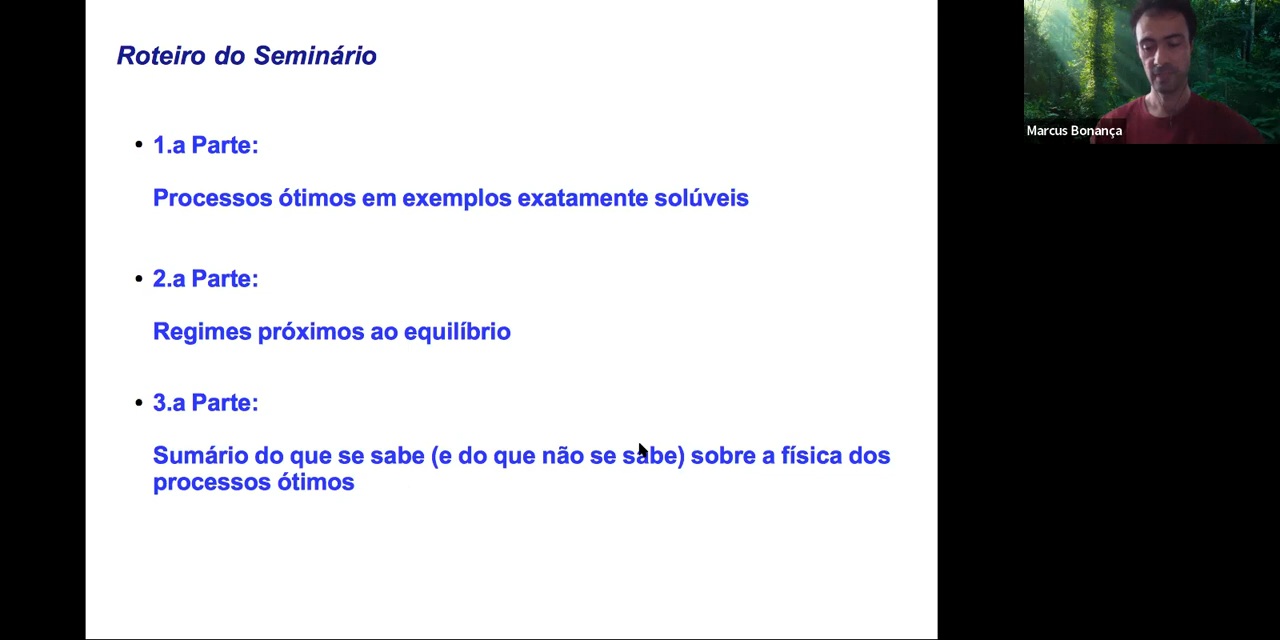 Roteiro do Seminário
• 1.a Parte:
Processos ótimos em exemplos exatamente solúveis
• 2.a Parte:
Regimes próximos ao equilíbrio
• 3.a Parte:
Sumário do que se sabe (e do que não se sabe) sobre a física dos
processos ótimos
Marcus Bonança